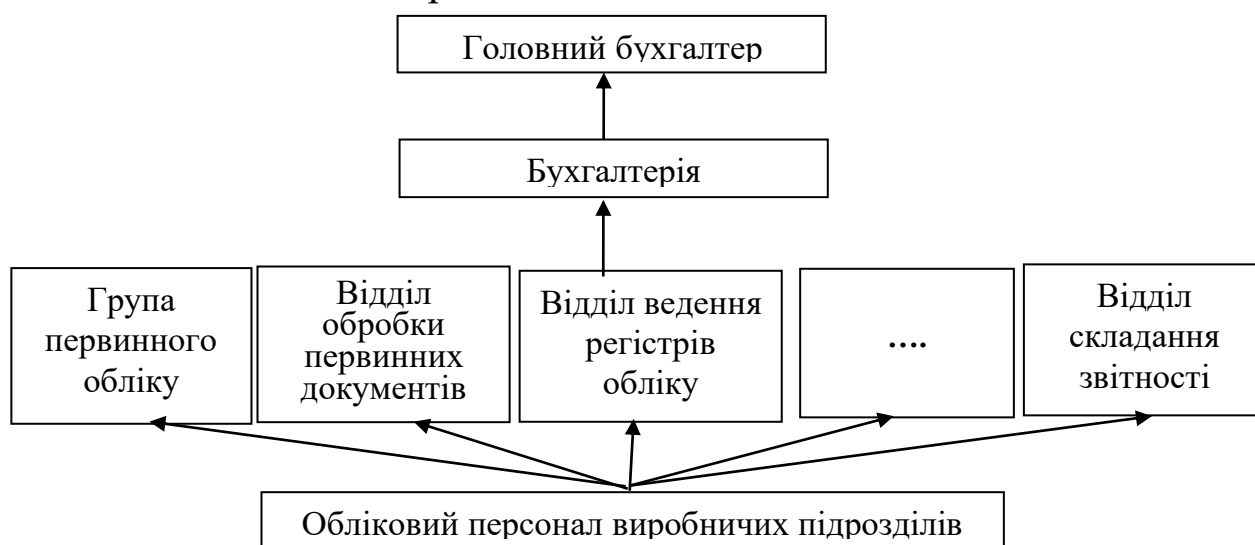 Головний бухгалтер
Бухгалтерія
Група
первинного
обліку
Відділ
обробки
первинних
документів
Відділ ведення
регістрів
обліку
....
Відділ
складання
звітності
Обліковий персонал виробничих підрозділів